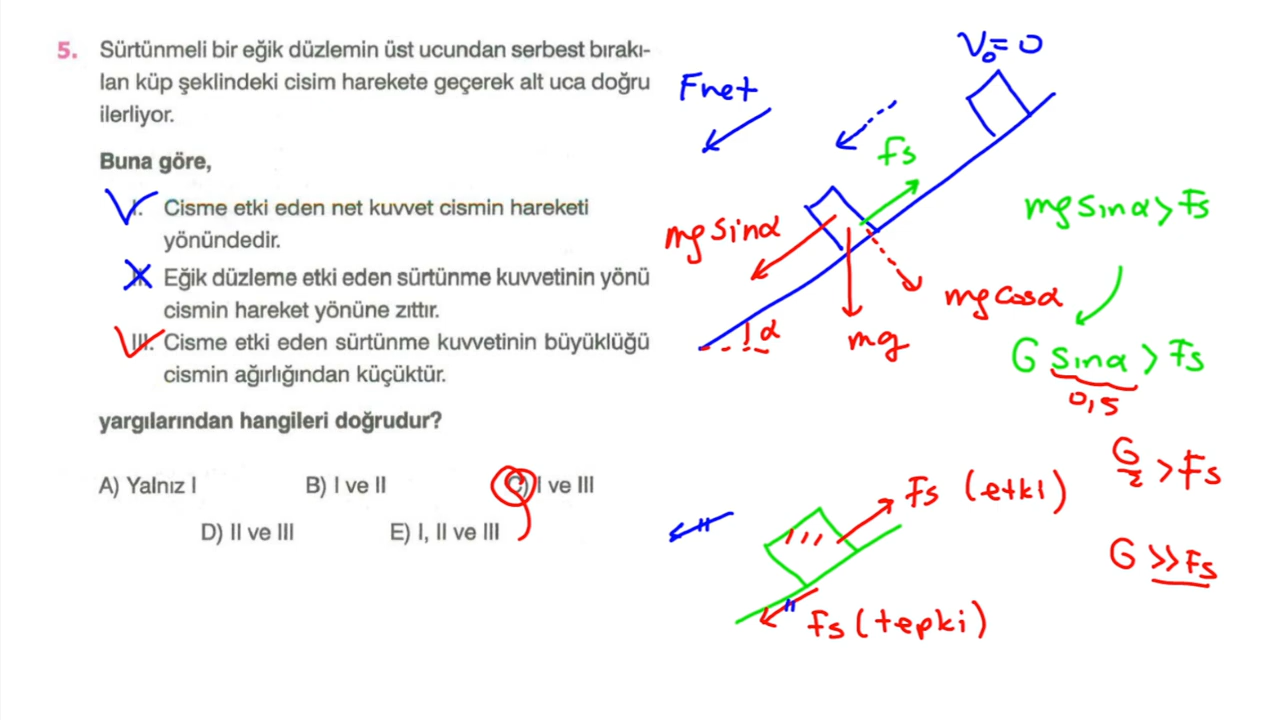 5. Sürtünmeli bir eğik düzlemin üst ucundan serbest bırakı-
lan küp şeklindeki cisim harekete geçerek alt uca doğru
ilerliyor.
Buna göre,
I. Cisme etki eden net kuvvet cismin hareketi
yönündedir.
II. Eğik düzleme etki eden sürtünme kuvvetinin yönü
cismin hareket yönüne zıttır.
III. Cisme etki eden sürtünme kuvvetinin büyüklüğü
cismin ağırlığından küçüktür.
yargılarından hangileri doğrudur?
A) Yalnız I B) I ve II C) I ve III
D) II ve III E) I, II ve III
V₀=0
Fnet
fs
mg Sinα
mg Cosα
mg
α
mg Sinα>Fs
G Sinα > Fs
0,5
G/2 > Fs
G >> Fs
Fs (etki)
fs (tepki)